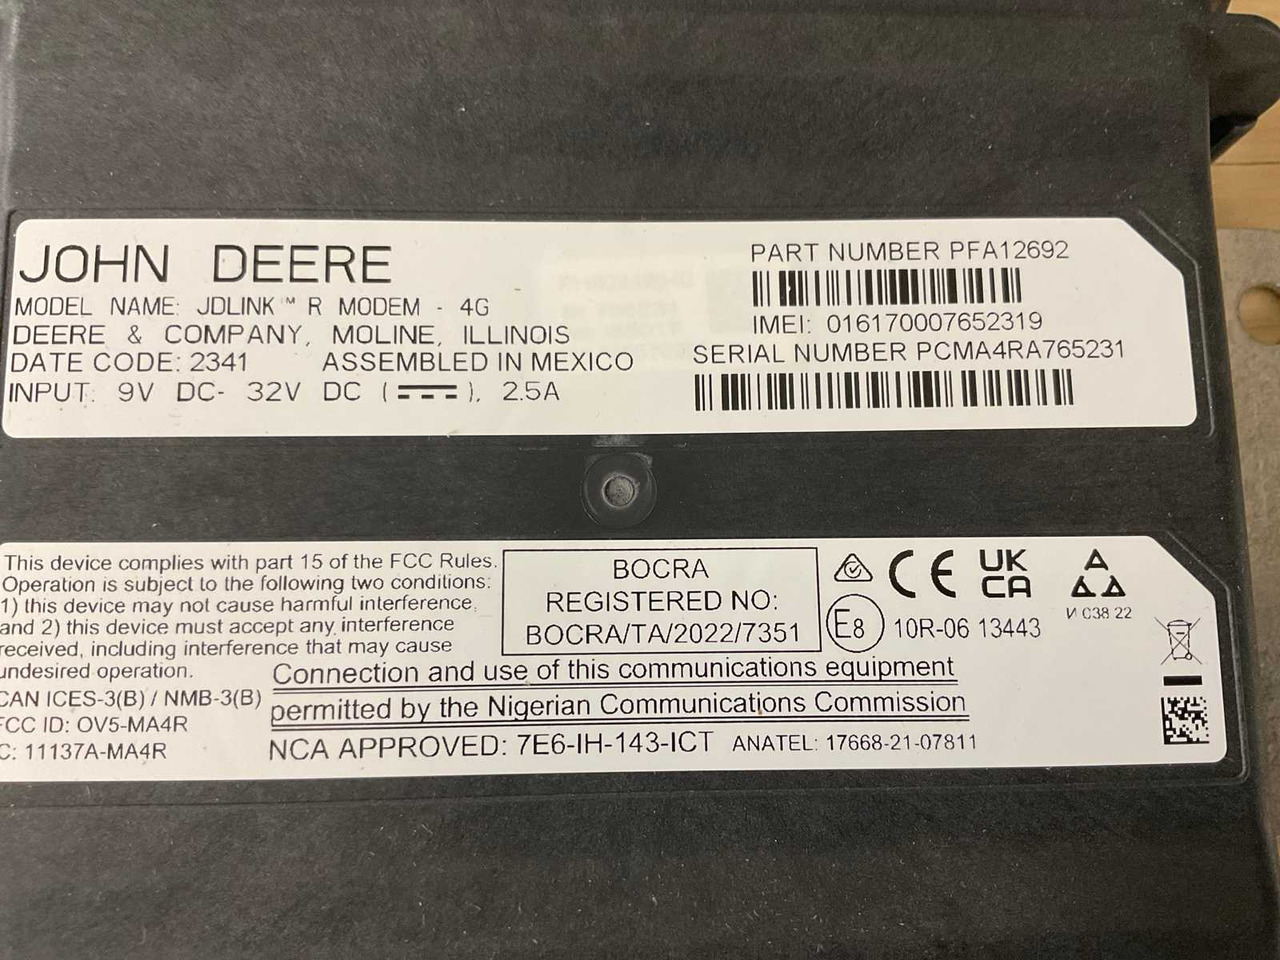 JOHN DEERE
MODEL NAME: JDLINK™ R MODEM - 4G
DEERE & COMPANY, MOLINE, ILLINOIS
DATE CODE: 2341 ASSEMBLED IN MEXICO
INPUT: 9V DC- 32V DC ( ⎓ ), 2.5A
PART NUMBER PFA12692
IMEI: 016170007652319
SERIAL NUMBER PCMA4RA765231
This device complies with part 15 of the FCC Rules.
Operation is subject to the following two conditions:
1) this device may not cause harmful interference,
and 2) this device must accept any interference
received, including interference that may cause
undesired operation.
CAN ICES-3(B) / NMB-3(B)
FCC ID: OV5-MA4R
C: 11137A-MA4R
BOCRA
REGISTERED NO:
BOCRA/TA/2022/7351
CE UK CA
E8 10R-06 13443
И С38 22
Connection and use of this communications equipment
permitted by the Nigerian Communications Commission
NCA APPROVED: 7E6-IH-143-ICT ANATEL: 17668-21-07811